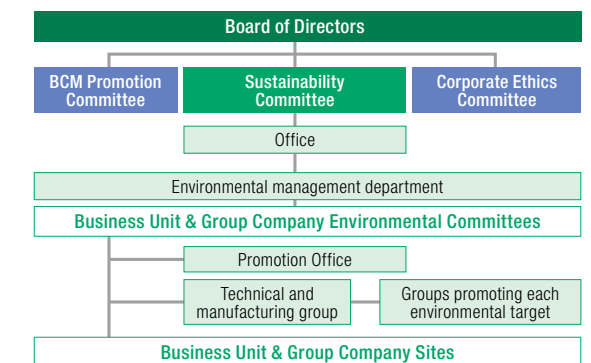 Board of Directors
BCM Promotion
Committee
Sustainability
Committee
Corporate Ethics
Committee
Office
Environmental management department
Business Unit & Group Company Environmental Committees
Promotion Office
Technical and
manufacturing group
Groups promoting each
environmental target
Business Unit & Group Company Sites